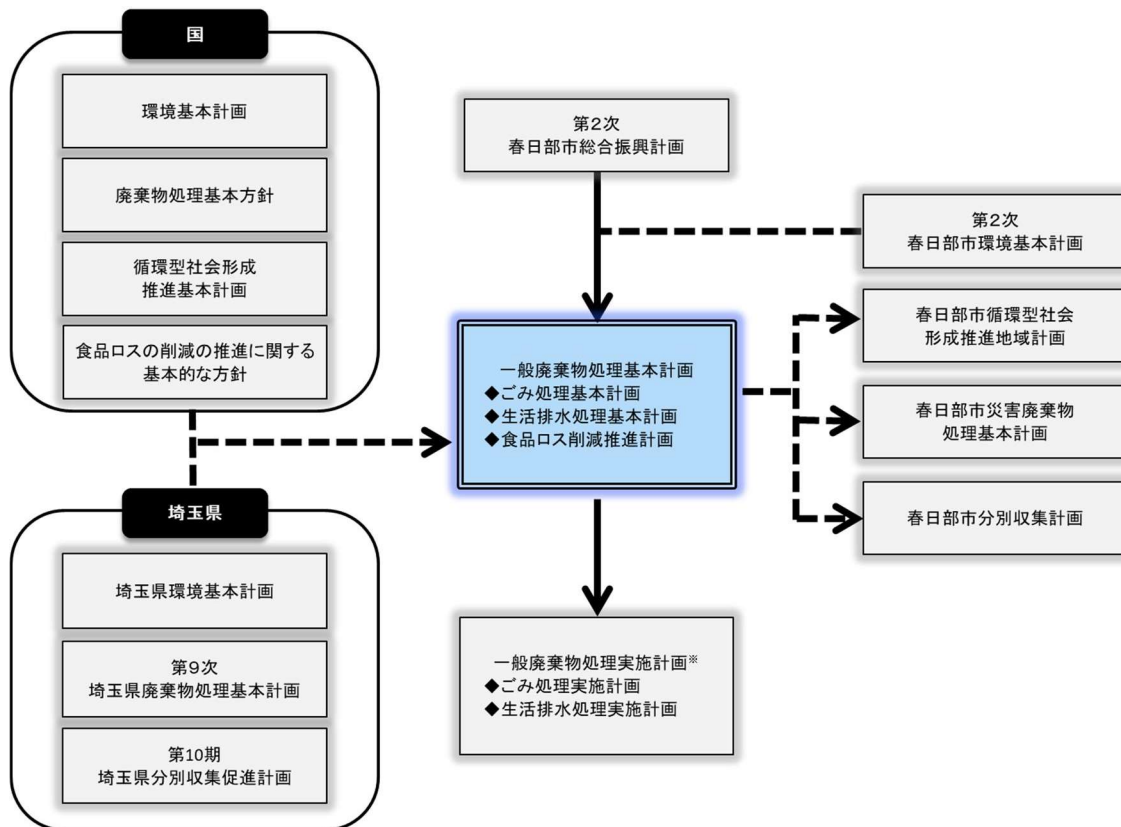 国
環境基本計画
廃棄物処理基本方針
循環型社会形成
推進基本計画
食品ロスの削減の推進に関する
基本的な方針
埼玉県
埼玉県環境基本計画
第9次
埼玉県廃棄物処理基本計画
第10期
埼玉県分別収集促進計画
第2次
春日部市総合振興計画
一般廃棄物処理基本計画
◆ごみ処理基本計画
◆生活排水処理基本計画
◆食品ロス削減推進計画
一般廃棄物処理実施計画※
◆ごみ処理実施計画
◆生活排水処理実施計画
第2次
春日部市環境基本計画
春日部市循環型社会
形成推進地域計画
春日部市災害廃棄物
処理基本計画
春日部市分別収集計画